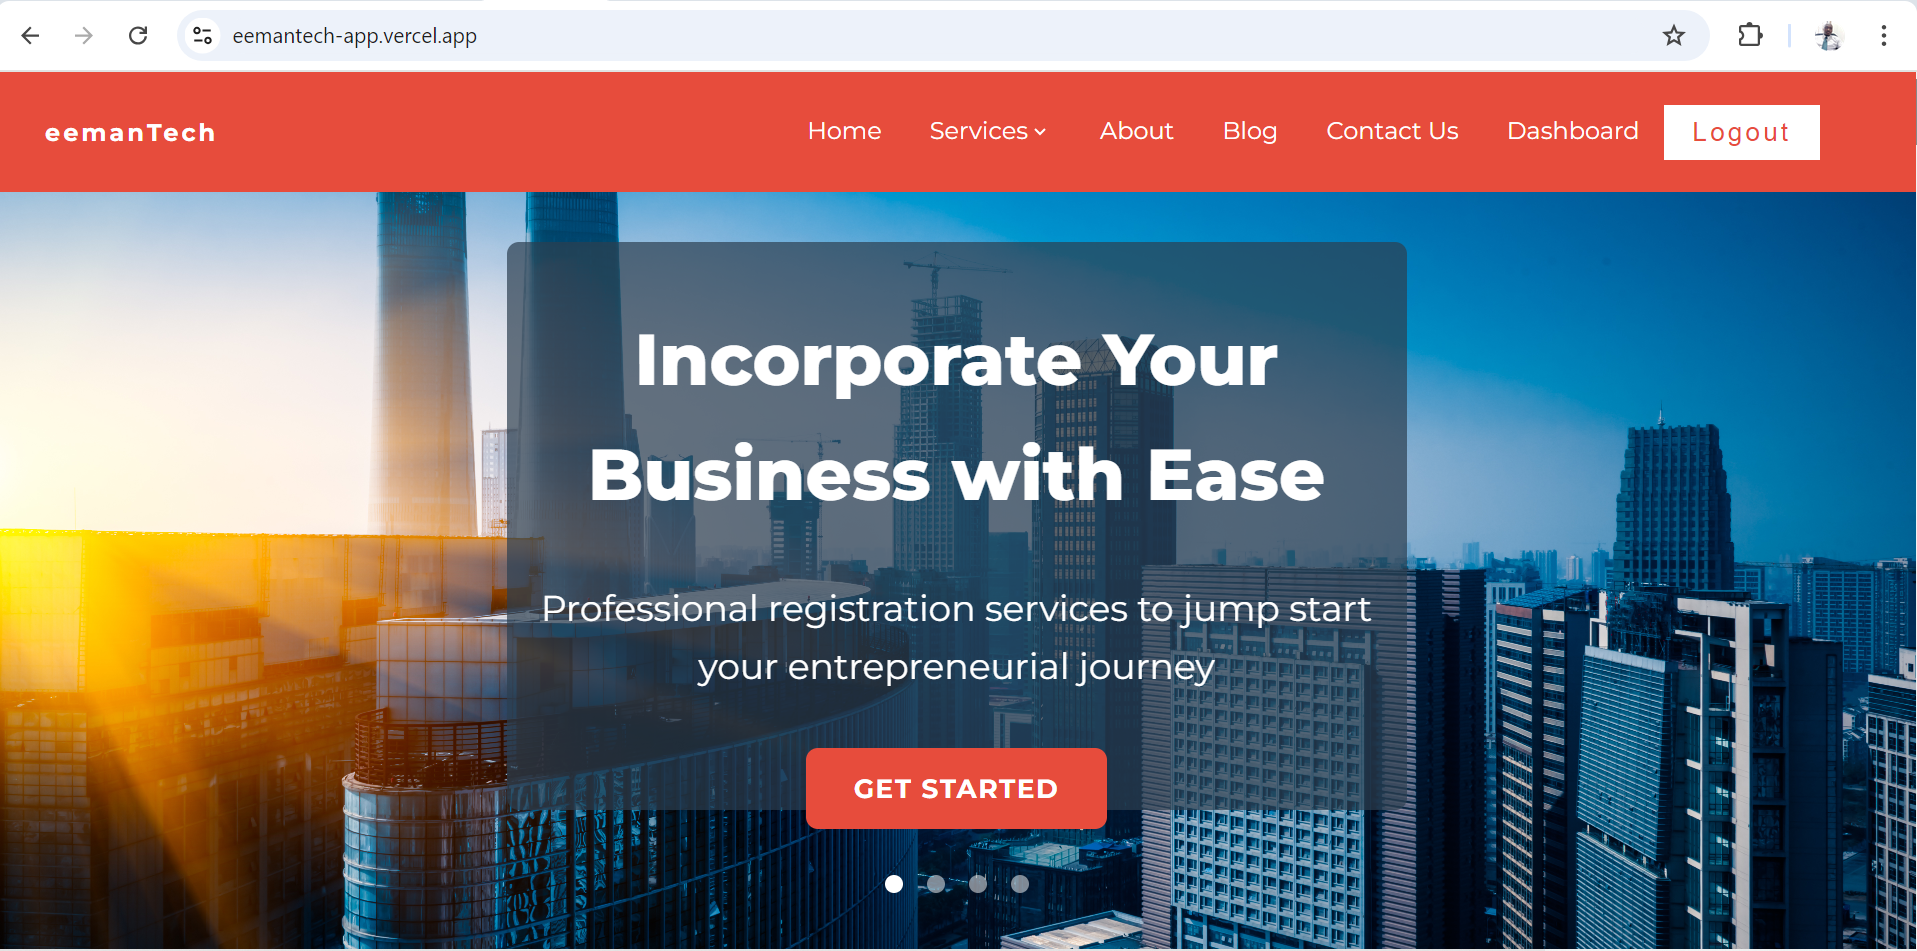 eemantech-app.vercel.app
eemanTech
Home Services About Blog Contact Us Dashboard Logout
Incorporate Your
Business with Ease
Professional registration services to jump start
your entrepreneurial journey
GET STARTED